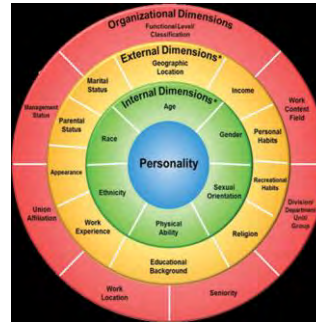 Organizational Dimensions
Functional Level/
Classification
External Dimensions*
Geographic
Location
Marital
Status
Income
Internal Dimensions*
Age
Management
Status
Parental
Status
Work
Content
Field
Race
Gender
Personal
Habits
Personality
Appearance
Recreational
Habits
Ethnicity
Sexual
Orientation
Union
Affiliation
Division/
Department
Unit/
Group
Physical
Ability
Work
Experience
Religion
Educational
Background
Work
Location
Seniority